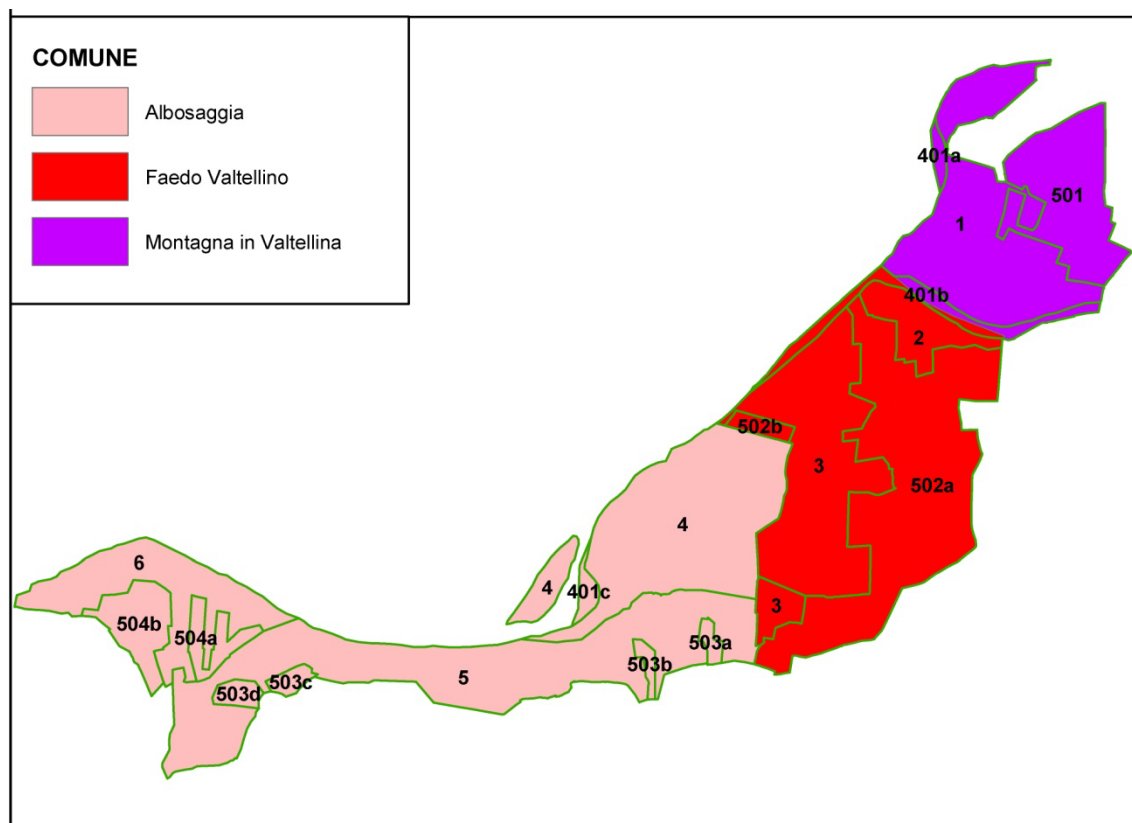 COMUNE
Albosaggia
Faedo Valtellino
Montagna in Valtellina
401a
501
1
401b
2
502b
3
502a
4
6
4
401c
3
504b
504a
503a
503b
5
503c
503d